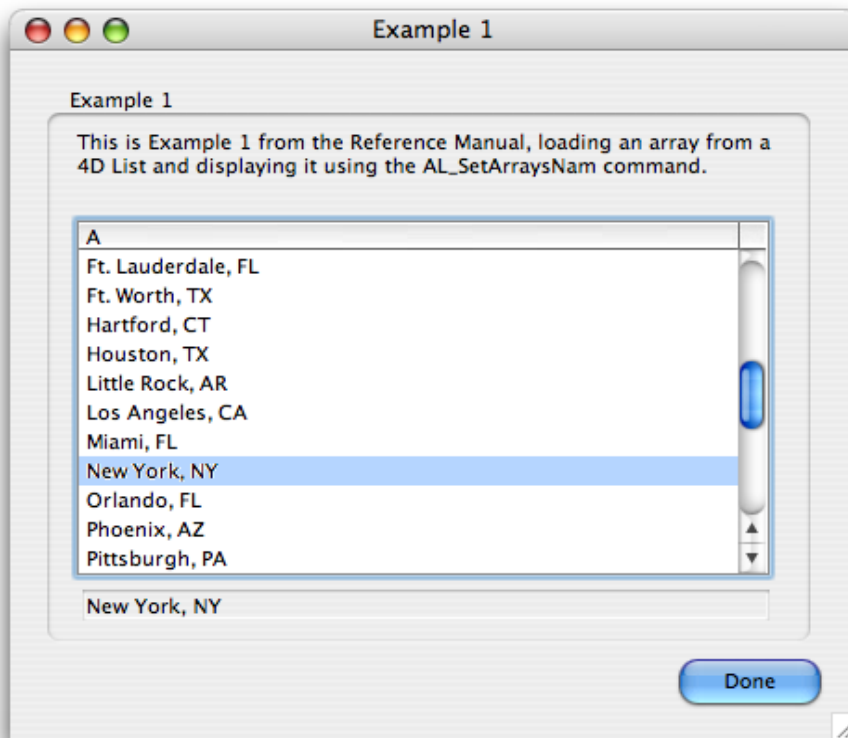 Example 1
Example 1
This is Example 1 from the Reference Manual, loading an array from a
4D List and displaying it using the AL_SetArraysNam command.
A
Ft. Lauderdale, FL
Ft. Worth, TX
Hartford, CT
Houston, TX
Little Rock, AR
Los Angeles, CA
Miami, FL
New York, NY
Orlando, FL
Phoenix, AZ
Pittsburgh, PA
New York, NY
Done